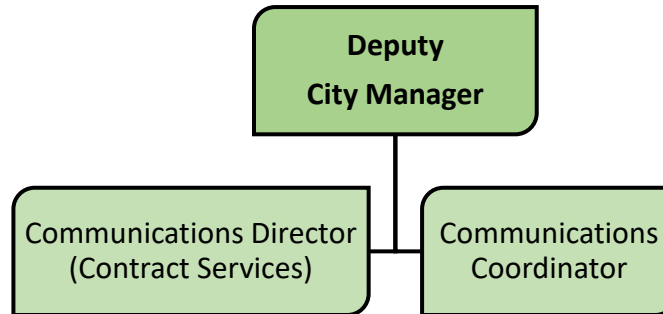 Deputy
City Manager
Communications Director
(Contract Services)
Communications
Coordinator